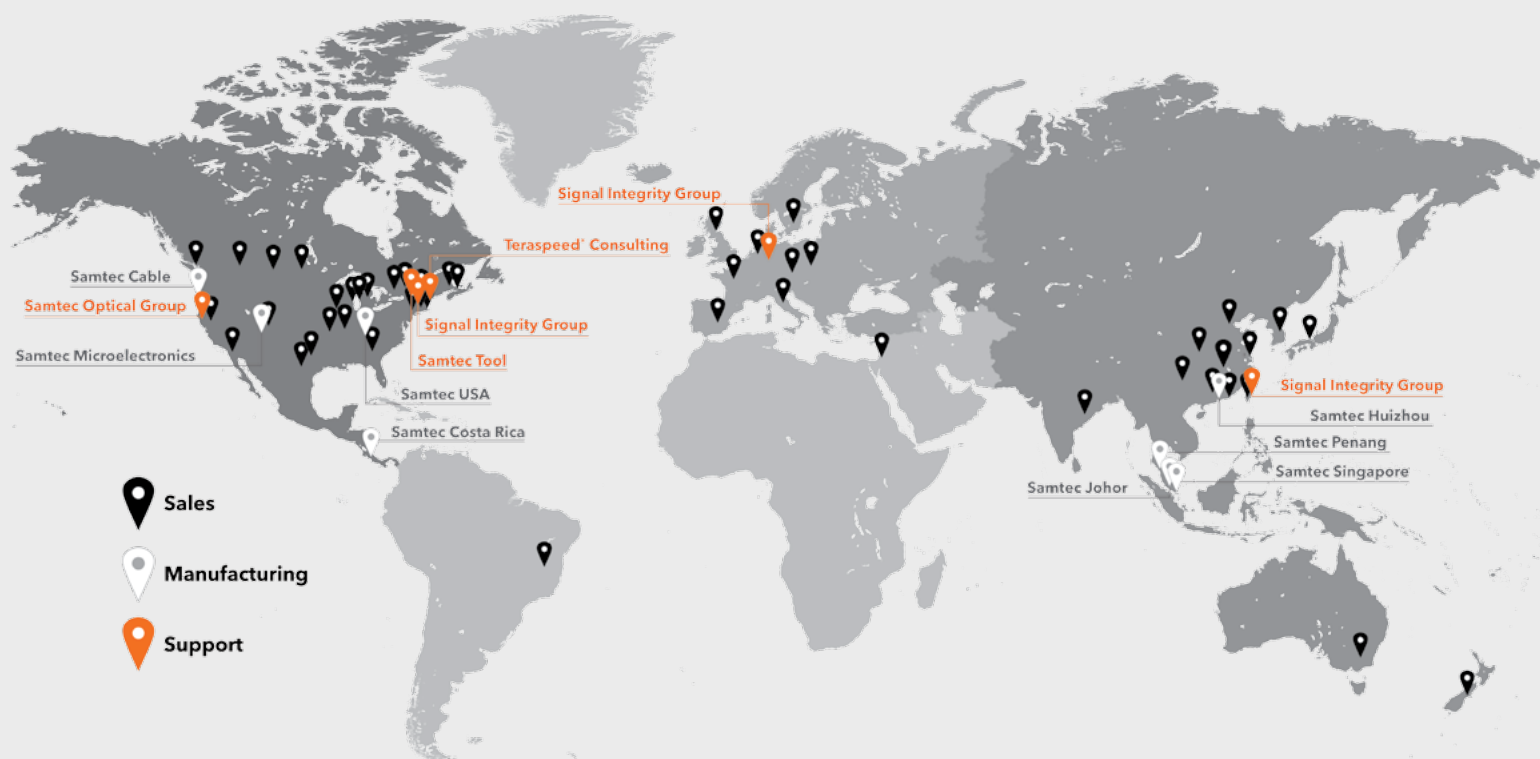 Signal Integrity Group
Teraspeed® Consulting
Samtec Cable
Samtec Optical Group
Signal Integrity Group
Samtec Microelectronics
Samtec Tool
Samtec USA
Samtec Costa Rica
Signal Integrity Group
Samtec Huizhou
Samtec Penang
Samtec Singapore
Samtec Johor
Sales
Manufacturing
Support